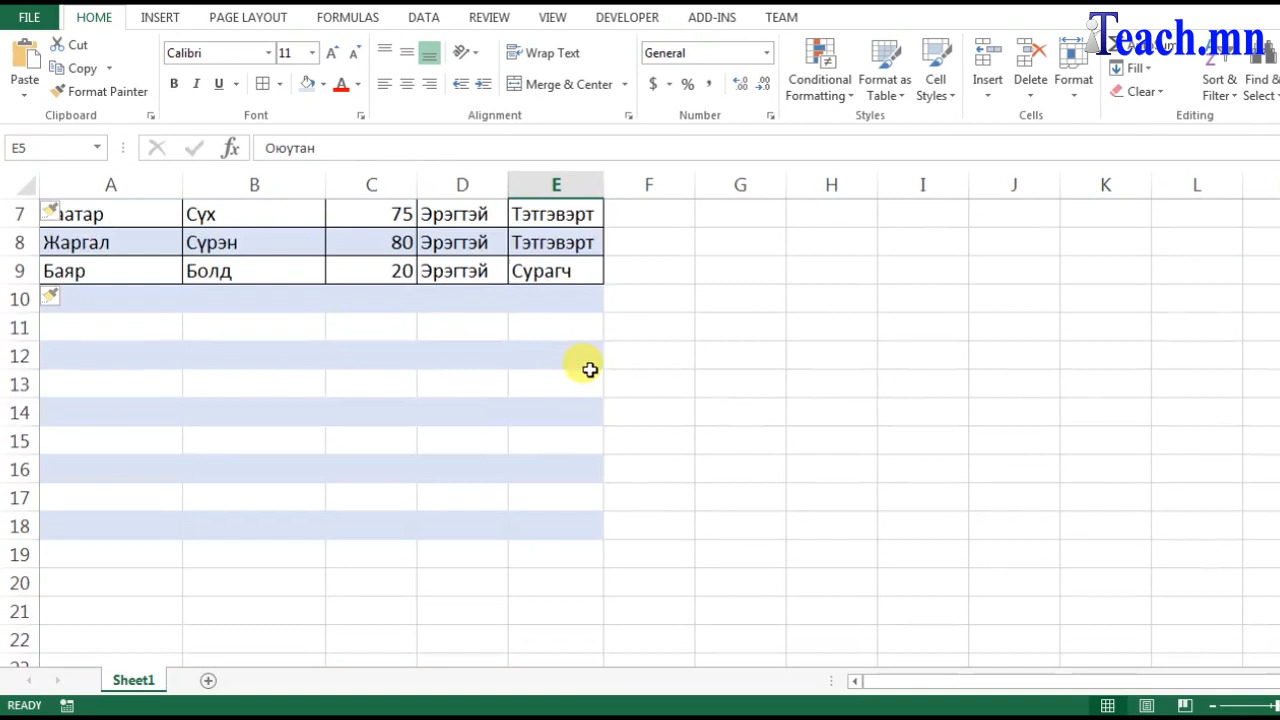 FILE HOME INSERT PAGE LAYOUT FORMULAS DATA REVIEW VIEW DEVELOPER ADD-INS TEAM
Teach.mn
Cut
Copy
Format Painter
Paste
Clipboard
Calibri 11
B I U
Font
Wrap Text
Merge & Center
Alignment
General
$ %
Number
Conditional Formatting
Format as Table
Cell Styles
Styles
Insert
Delete
Format
Cells
Fill
Clear
Sort & Filter
Find & Select
Editing
E5 fx Оюутан
A B C D E F G H I J K L
7 Сүх 75 Эрэгтэй Тэтгэвэрт
8 Жаргал Сүрэн 80 Эрэгтэй Тэтгэвэрт
9 Баяр Болд 20 Эрэгтэй Сурагч
10
11
12
13
14
15
16
17
18
19
20
21
22
Sheet1
READY